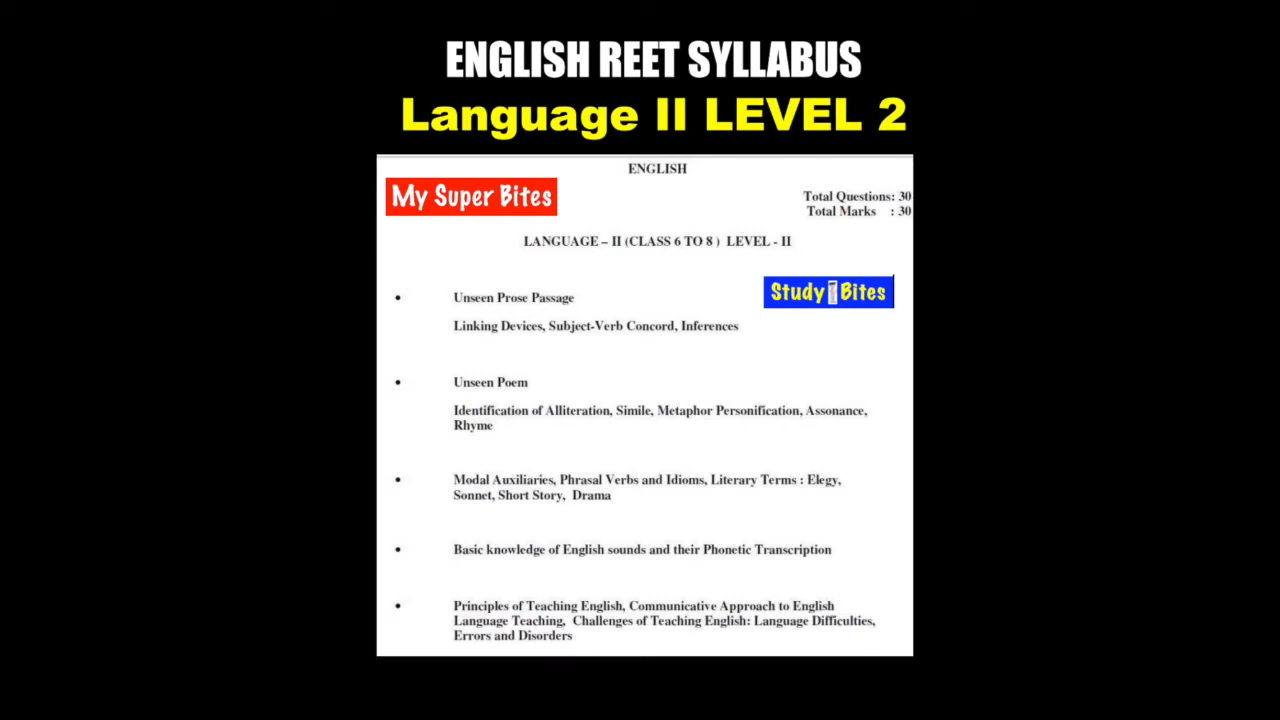 ENGLISH REET SYLLABUS
Language II LEVEL 2
ENGLISH
My Super Bites
Total Questions: 30
Total Marks : 30
LANGUAGE – II (CLASS 6 TO 8 ) LEVEL - II
Study Bites
• Unseen Prose Passage
Linking Devices, Subject-Verb Concord, Inferences
• Unseen Poem
Identification of Alliteration, Simile, Metaphor Personification, Assonance,
Rhyme
• Modal Auxiliaries, Phrasal Verbs and Idioms, Literary Terms : Elegy,
Sonnet, Short Story, Drama
• Basic knowledge of English sounds and their Phonetic Transcription
• Principles of Teaching English, Communicative Approach to English
Language Teaching, Challenges of Teaching English: Language Difficulties,
Errors and Disorders